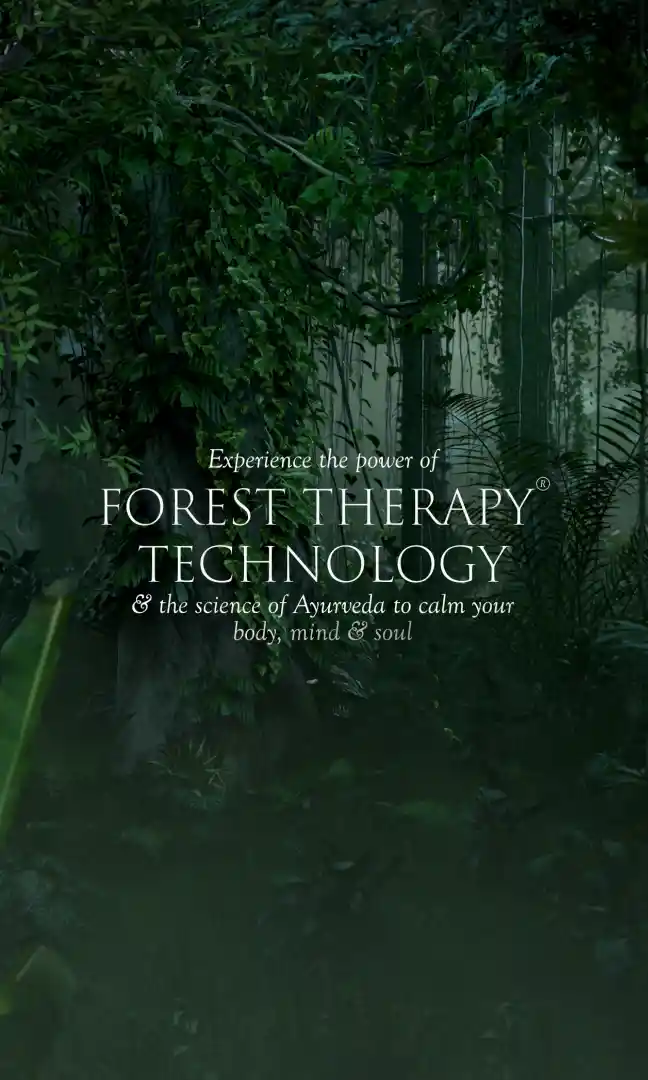 Experience the power of
FOREST THERAPY®
TECHNOLOGY
& the science of Ayurveda to calm your
body, mind & soul